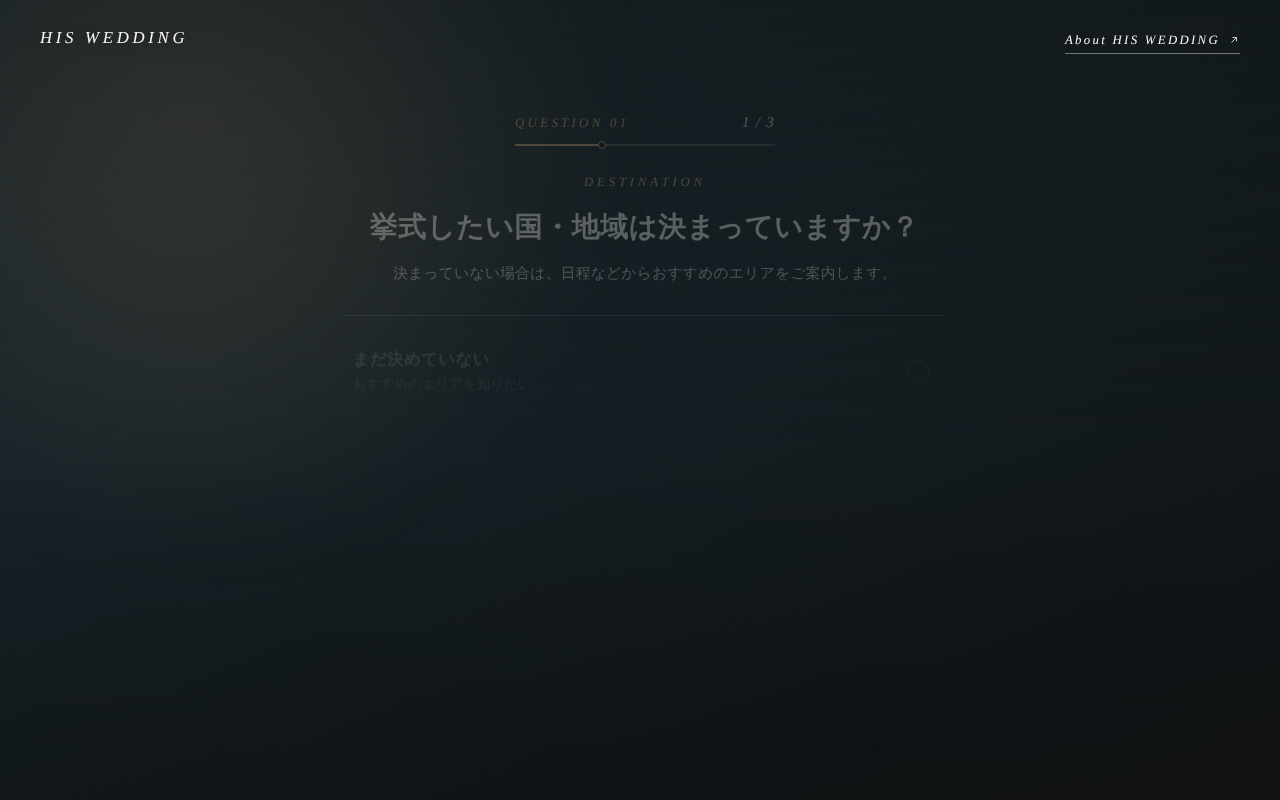 HIS WEDDING
About HIS WEDDING
QUESTION 01
1 / 3
DESTINATION
挙式したい国・地域は決まっていますか？
決まっていない場合は、日程などからおすすめのエリアをご案内します。
まだ決めていない
おすすめのエリアを知りたい